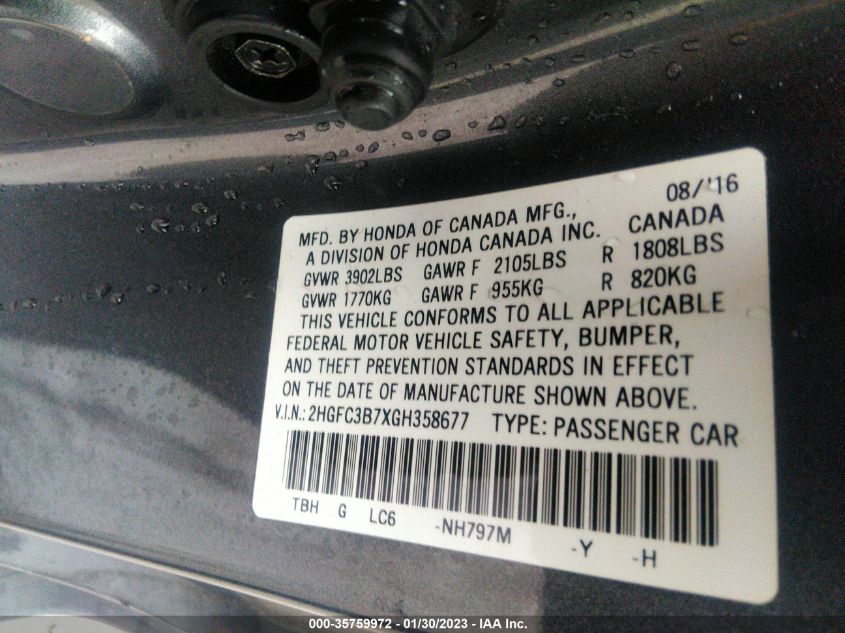 08/'16
MFD. BY HONDA OF CANADA MFG.,
A DIVISION OF HONDA CANADA INC. CANADA
GVWR 3902LBS GAWR F 2105LBS R 1808LBS
GVWR 1770KG GAWR F 955KG R 820KG
THIS VEHICLE CONFORMS TO ALL APPLICABLE
FEDERAL MOTOR VEHICLE SAFETY, BUMPER,
AND THEFT PREVENTION STANDARDS IN EFFECT
ON THE DATE OF MANUFACTURE SHOWN ABOVE.
V.I.N.: 2HGFC3B7XGH358677 TYPE: PASSENGER CAR
TBH G LC6 -NH797M -Y -H
000-35759972 - 01/30/2023 - IAA Inc.